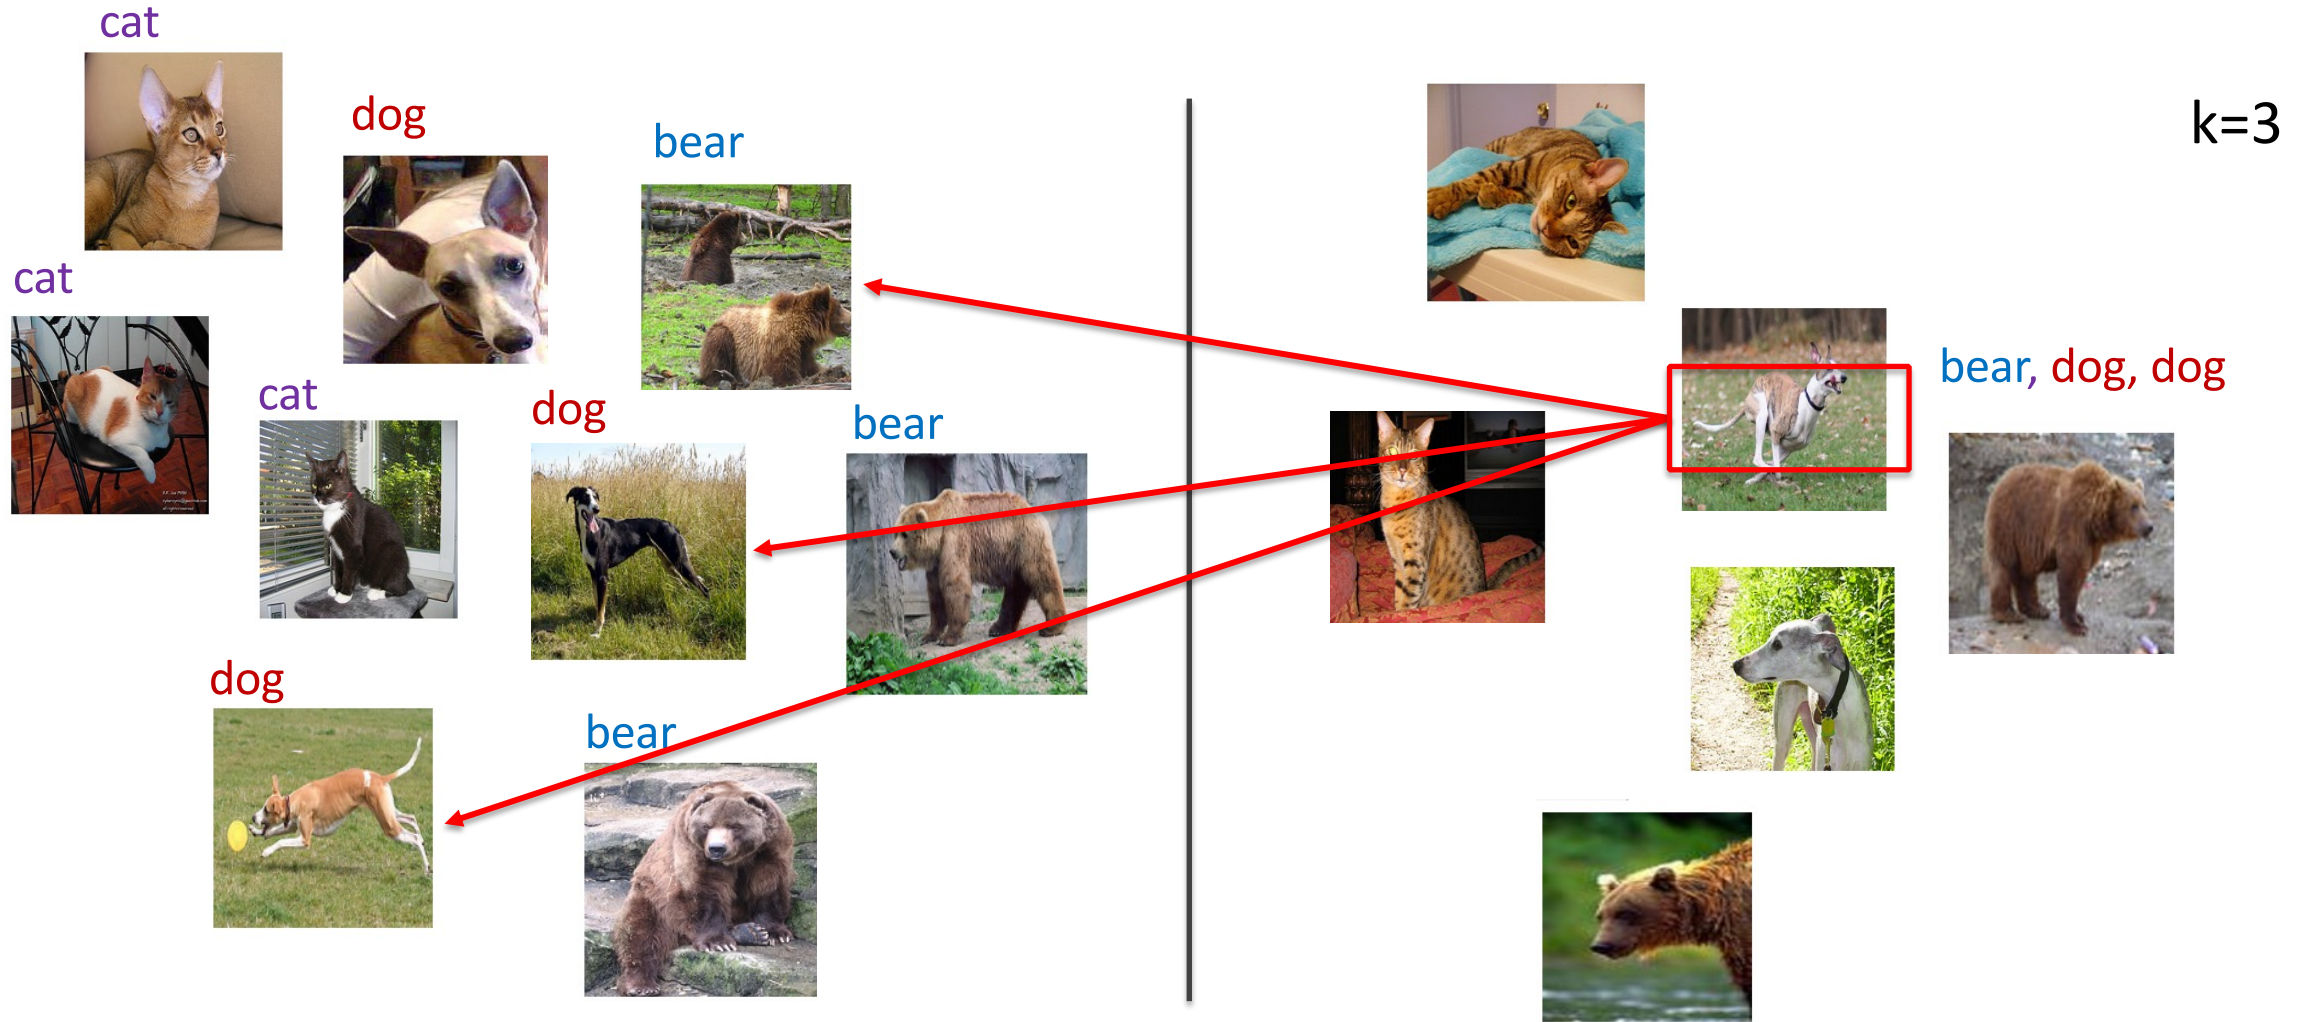 cat
dog
bear
k=3
cat
cat
dog
bear
bear, dog, dog
dog
bear